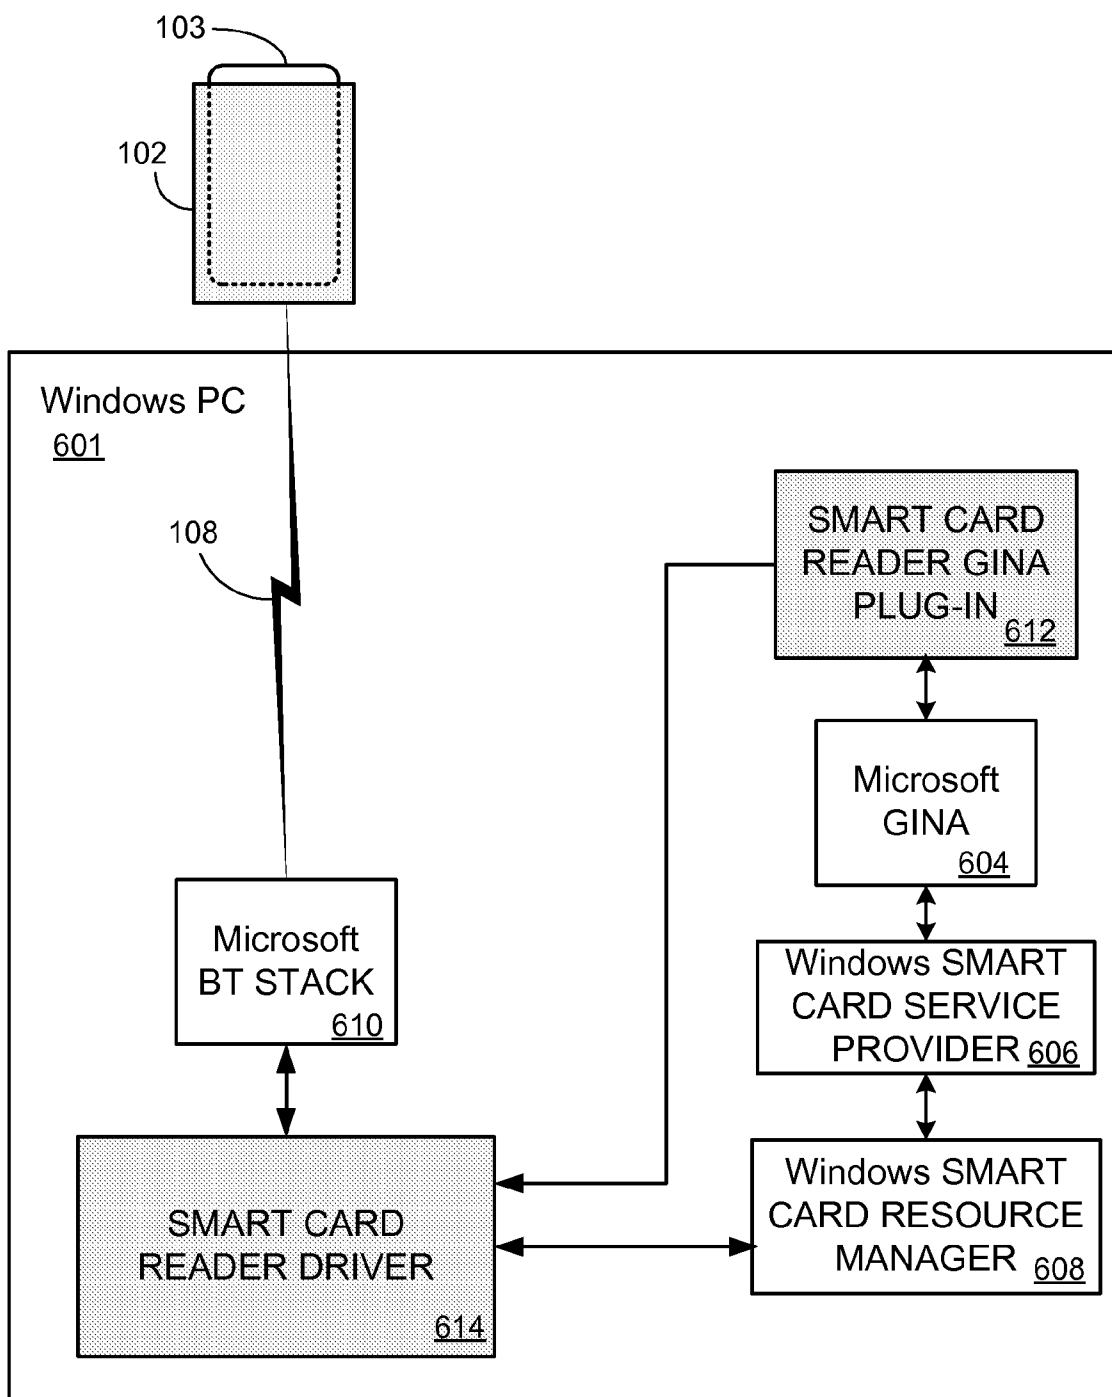 103
102
Windows PC
601
108
SMART CARD
READER GINA
PLUG-IN
612
Microsoft
GINA
604
Microsoft
BT STACK
610
Windows SMART
CARD SERVICE
PROVIDER 606
SMART CARD
READER DRIVER
614
Windows SMART
CARD RESOURCE
MANAGER 608